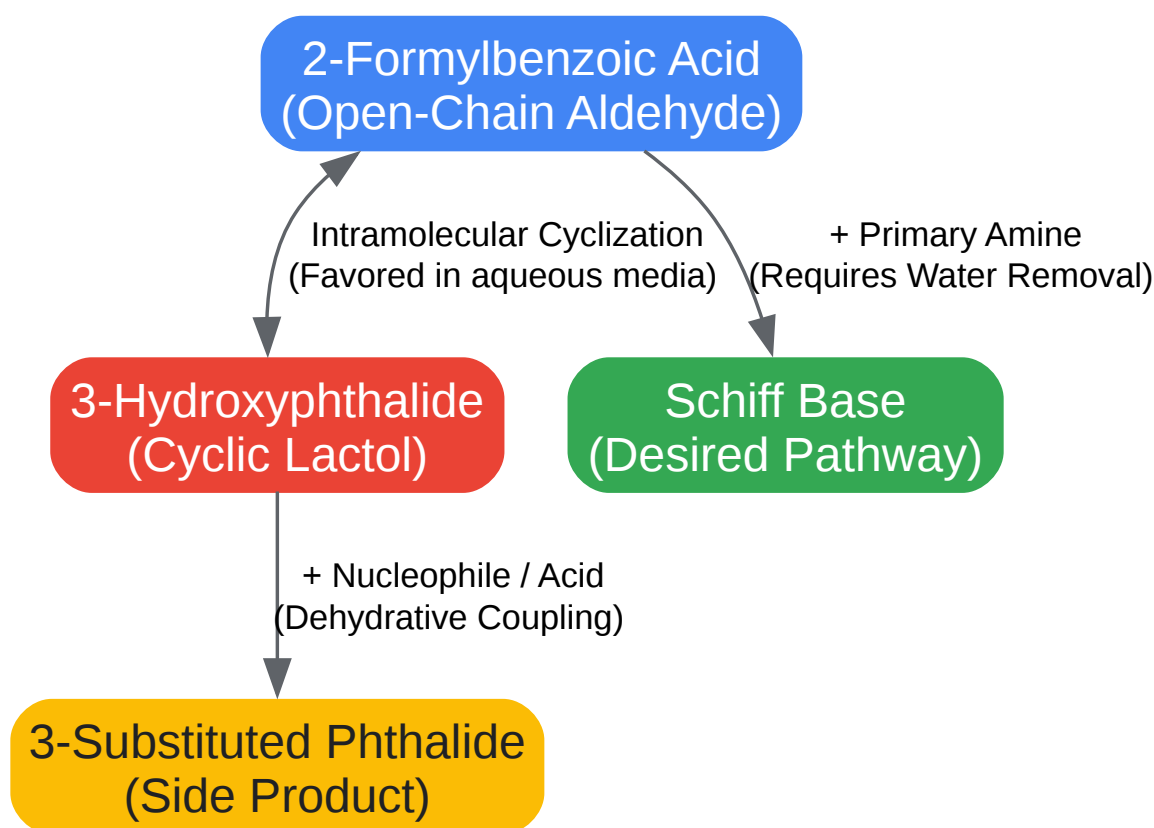 2-Formylbenzoic Acid
(Open-Chain Aldehyde)
Intramolecular Cyclization
(Favored in aqueous media)
+ Primary Amine
(Requires Water Removal)
3-Hydroxyphthalide
(Cyclic Lactol)
Schiff Base
(Desired Pathway)
+ Nucleophile / Acid
(Dehydrative Coupling)
3-Substituted Phthalide
(Side Product)